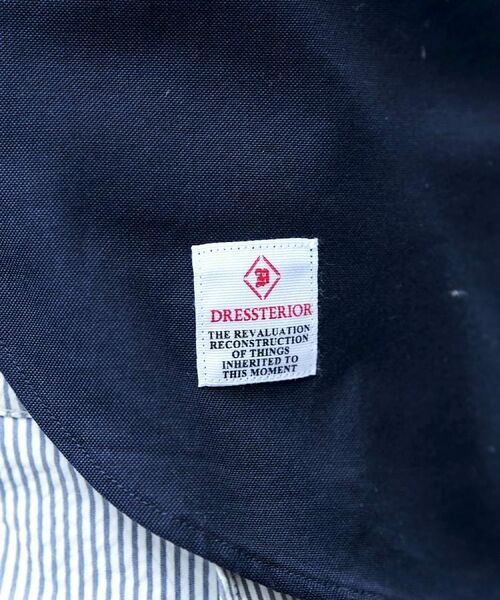 DRESSTERIOR
THE REVALUATION
RECONSTRUCTION
OF THINGS
INHERITED TO
THIS MOMENT